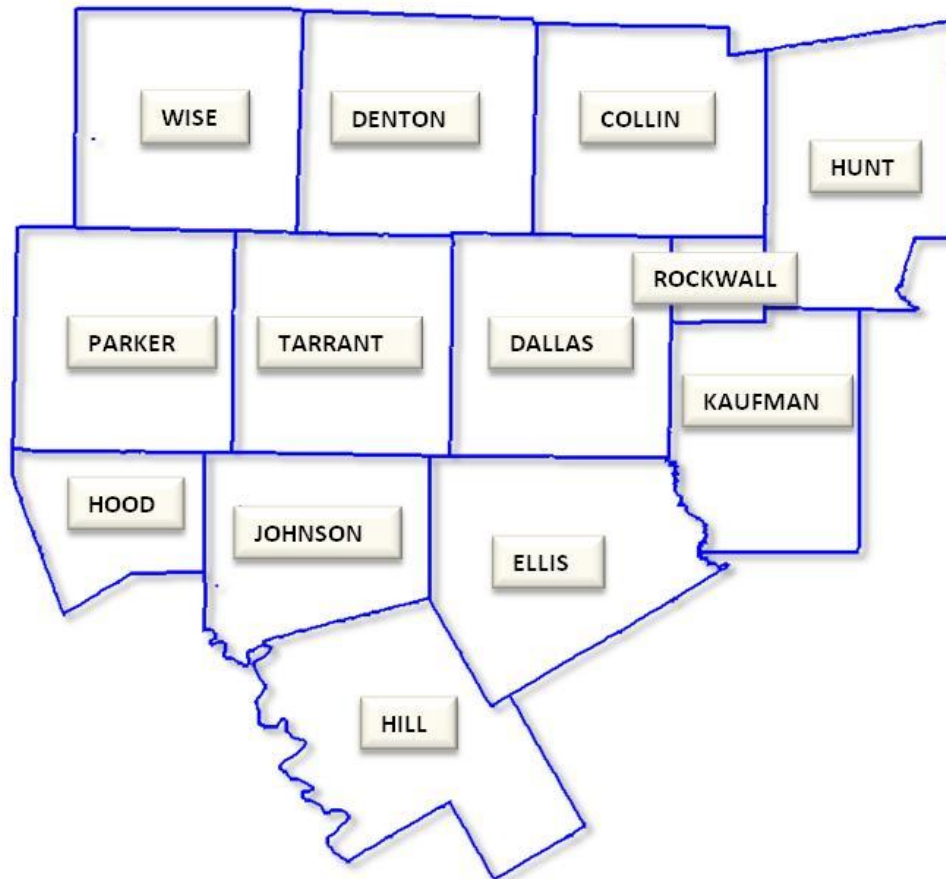 WISE
DENTON
COLLIN
HUNT
ROCKWALL
PARKER
TARRANT
DALLAS
KAUFMAN
HOOD
JOHNSON
ELLIS
HILL